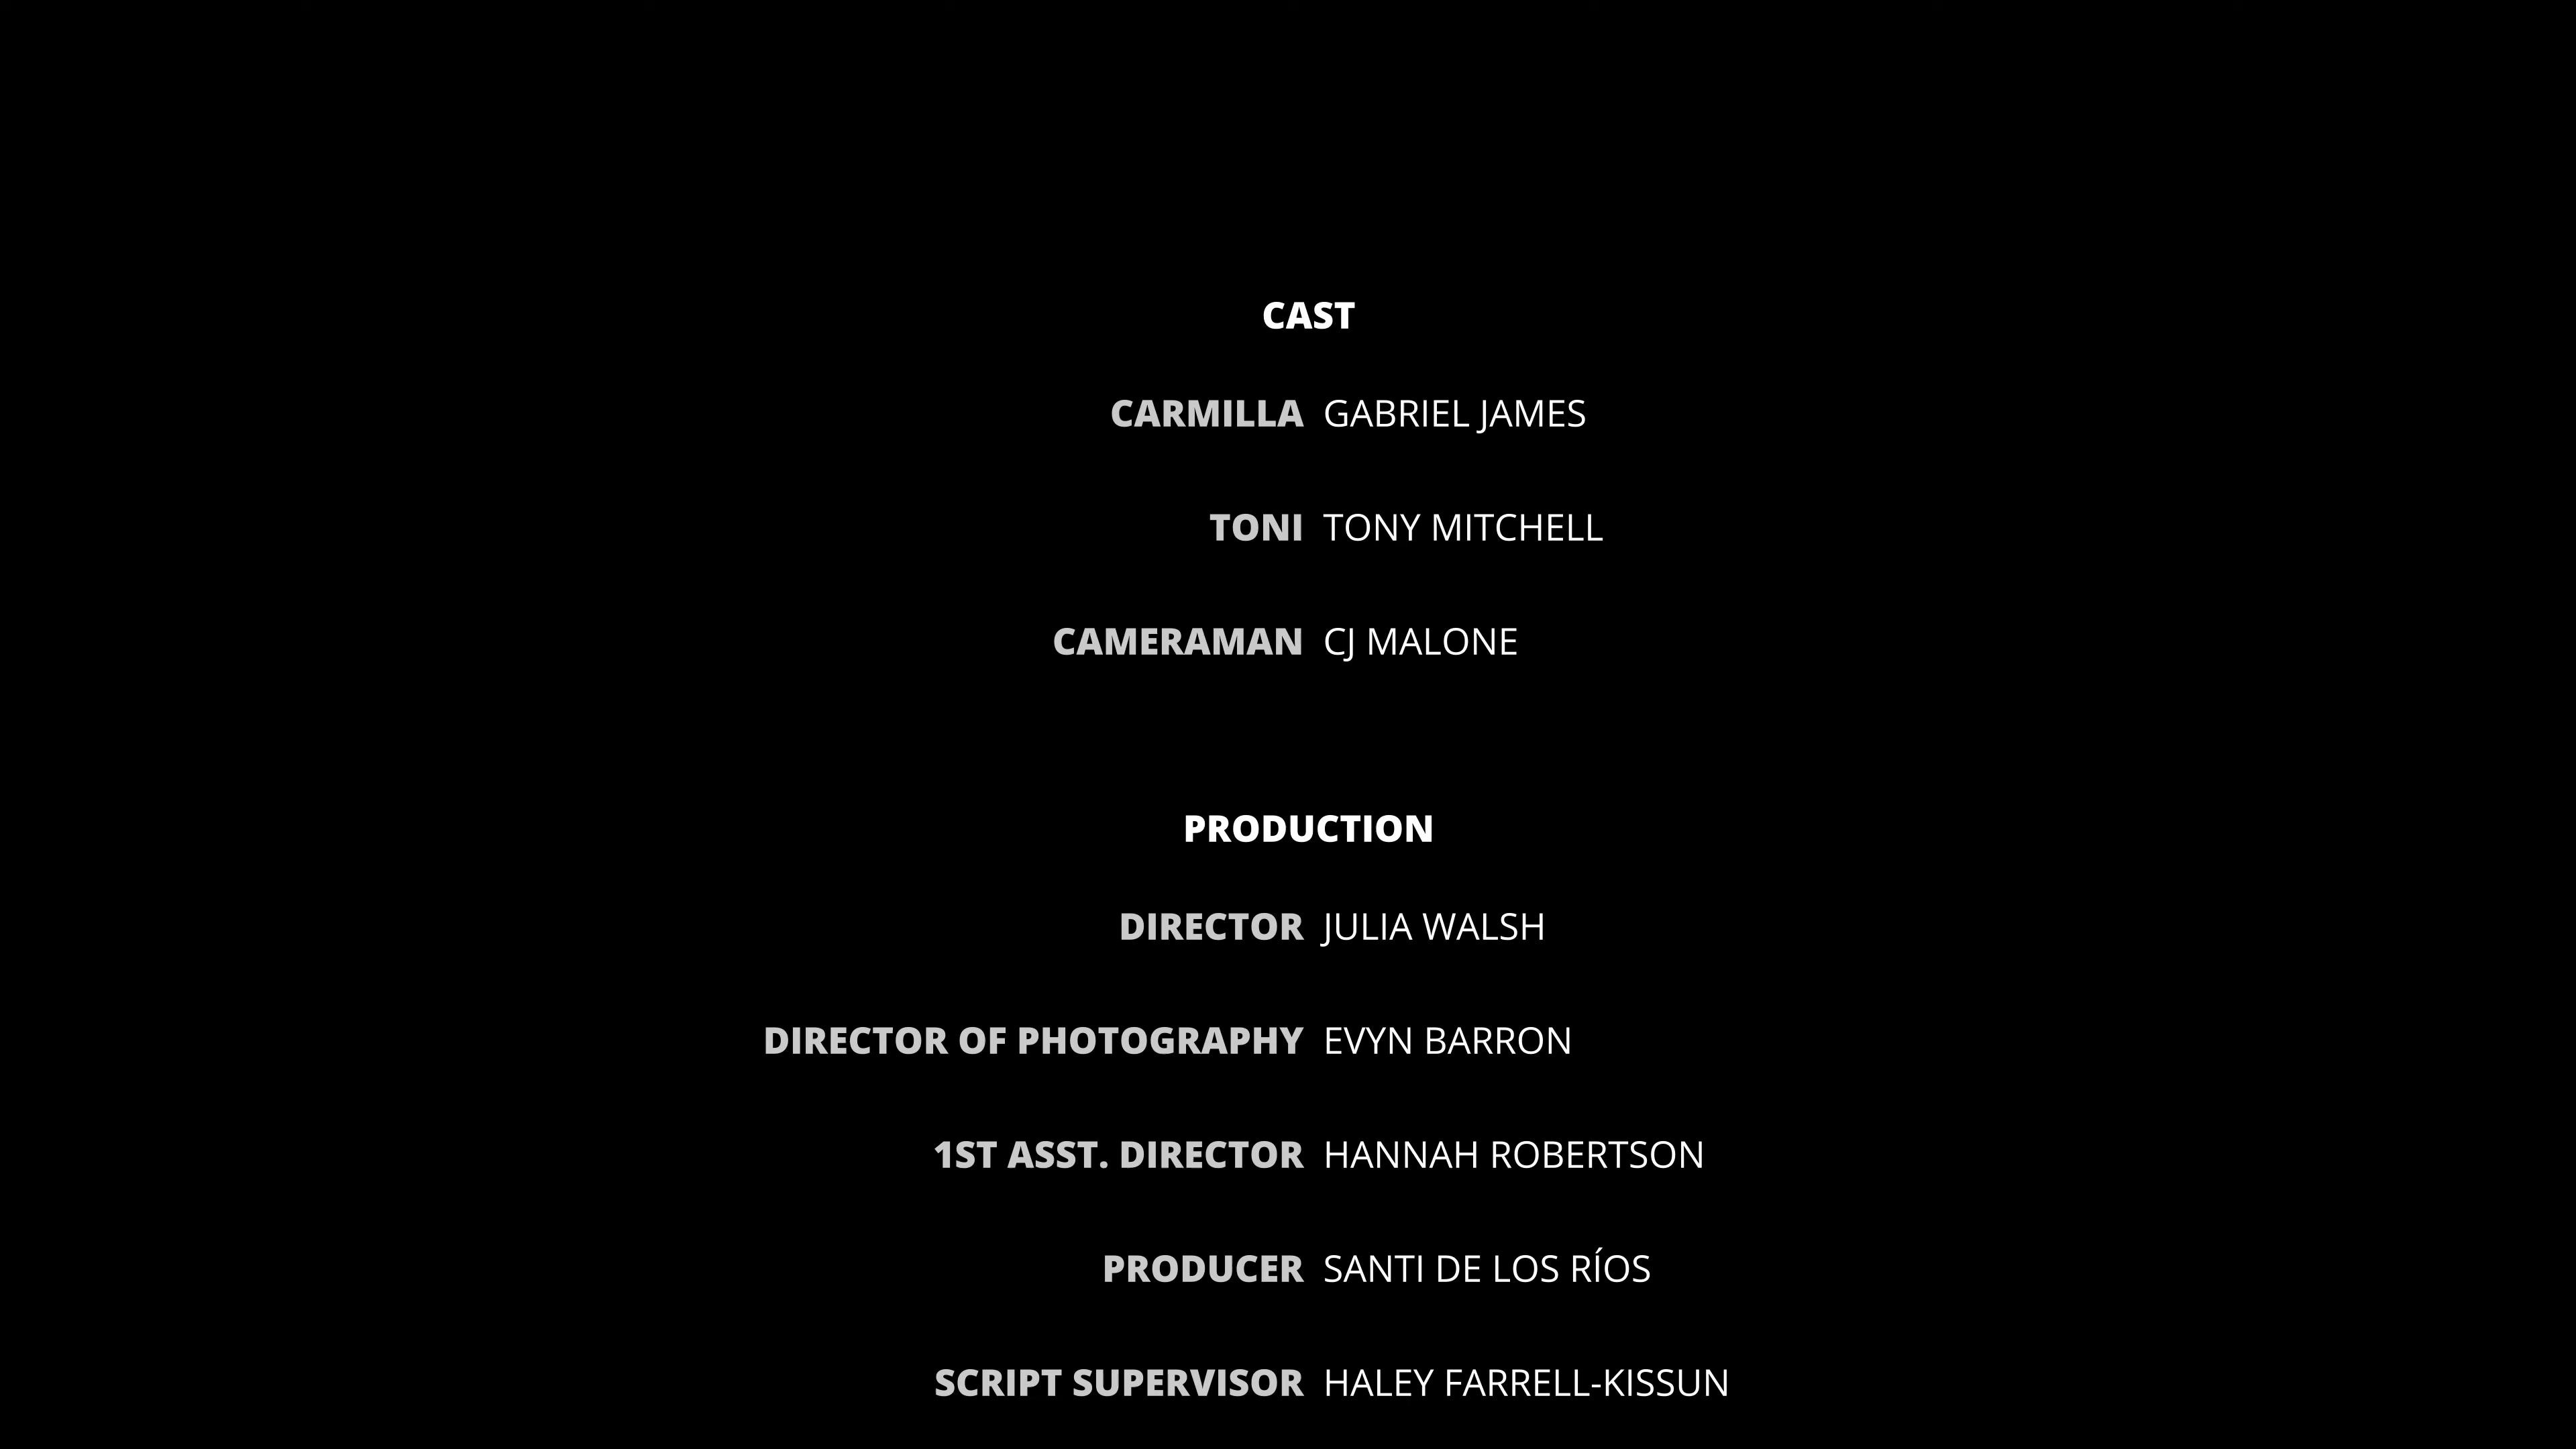 CAST
CARMILLA GABRIEL JAMES
TONI TONY MITCHELL
CAMERAMAN CJ MALONE
PRODUCTION
DIRECTOR JULIA WALSH
DIRECTOR OF PHOTOGRAPHY EVYN BARRON
1ST ASST. DIRECTOR HANNAH ROBERTSON
PRODUCER SANTI DE LOS RÍOS
SCRIPT SUPERVISOR HALEY FARRELL-KISSUN